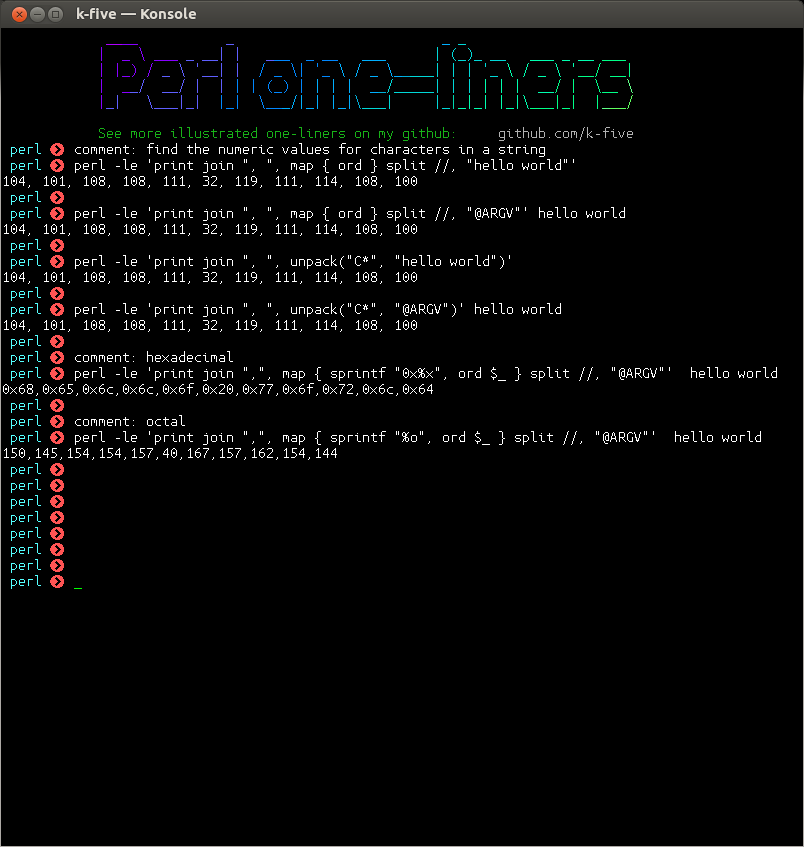 k-five — Konsole
Perl one-liners
See more illustrated one-liners on my github: github.com/k-five
perl comment: find the numeric values for characters in a string
perl perl -le 'print join ", ", map { ord } split //, "hello world"'
104, 101, 108, 108, 111, 32, 119, 111, 114, 108, 100
perl
perl perl -le 'print join ", ", map { ord } split //, "@ARGV"' hello world
104, 101, 108, 108, 111, 32, 119, 111, 114, 108, 100
perl
perl perl -le 'print join ", ", unpack("C*", "hello world")'
104, 101, 108, 108, 111, 32, 119, 111, 114, 108, 100
perl
perl perl -le 'print join ", ", unpack("C*", "@ARGV")' hello world
104, 101, 108, 108, 111, 32, 119, 111, 114, 108, 100
perl
perl comment: hexadecimal
perl perl -le 'print join ",", map { sprintf "0x%x", ord $_ } split //, "@ARGV"'  hello world
0x68,0x65,0x6c,0x6c,0x6f,0x20,0x77,0x6f,0x72,0x6c,0x64
perl
perl comment: octal
perl perl -le 'print join ",", map { sprintf "%o", ord $_ } split //, "@ARGV"'  hello world
150,145,154,154,157,40,167,157,162,154,144
perl
perl
perl
perl
perl
perl
perl
perl _